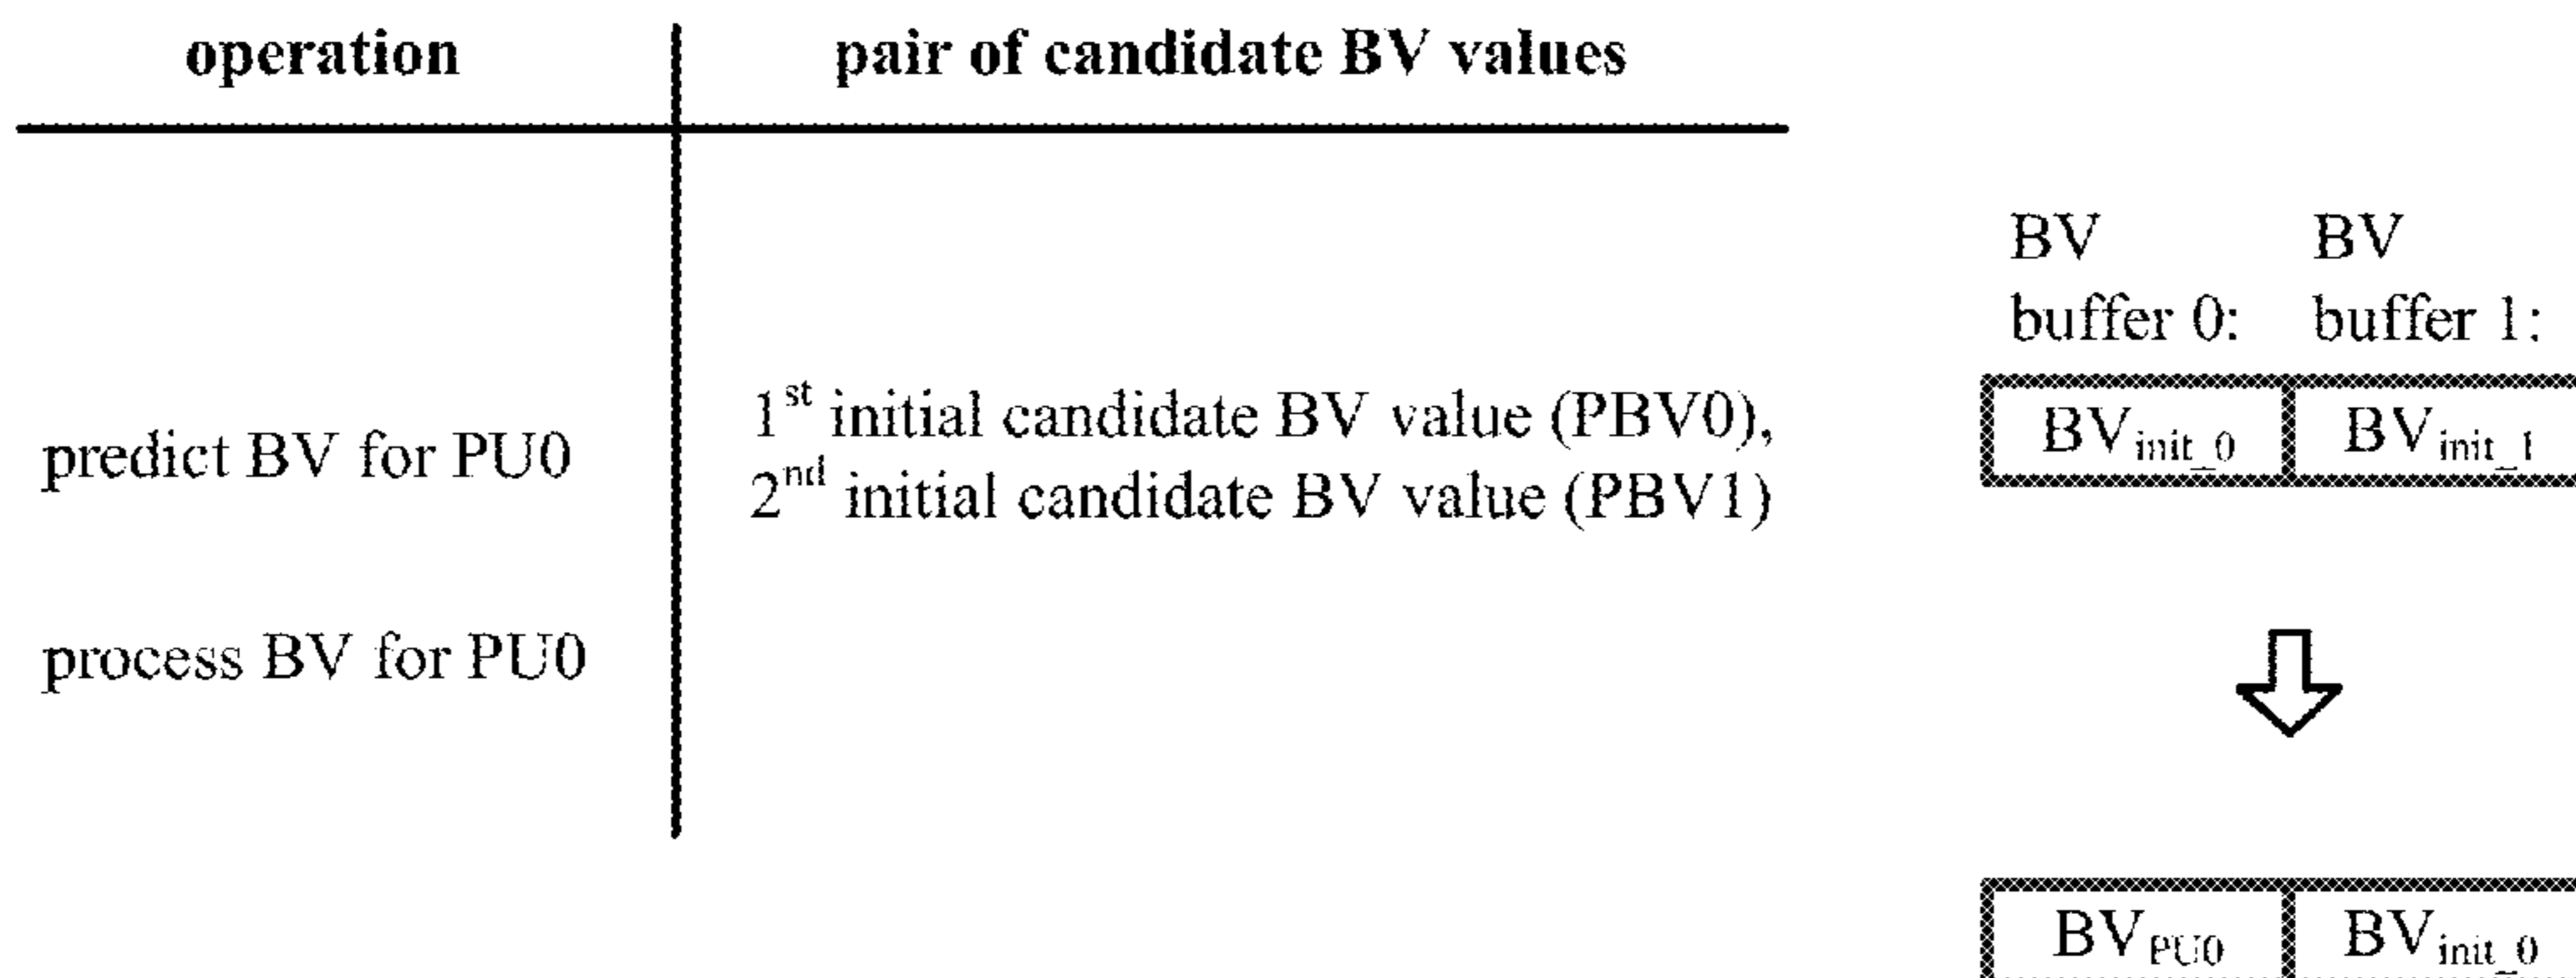 operation pair of candidate BV values
BV BV
buffer 0: buffer 1:
predict BV for PU0
1st initial candidate BV value (PBV0),
2nd initial candidate BV value (PBV1)
BVinit_0 BVinit_1
process BV for PU0
BVPU0 BVinit_0